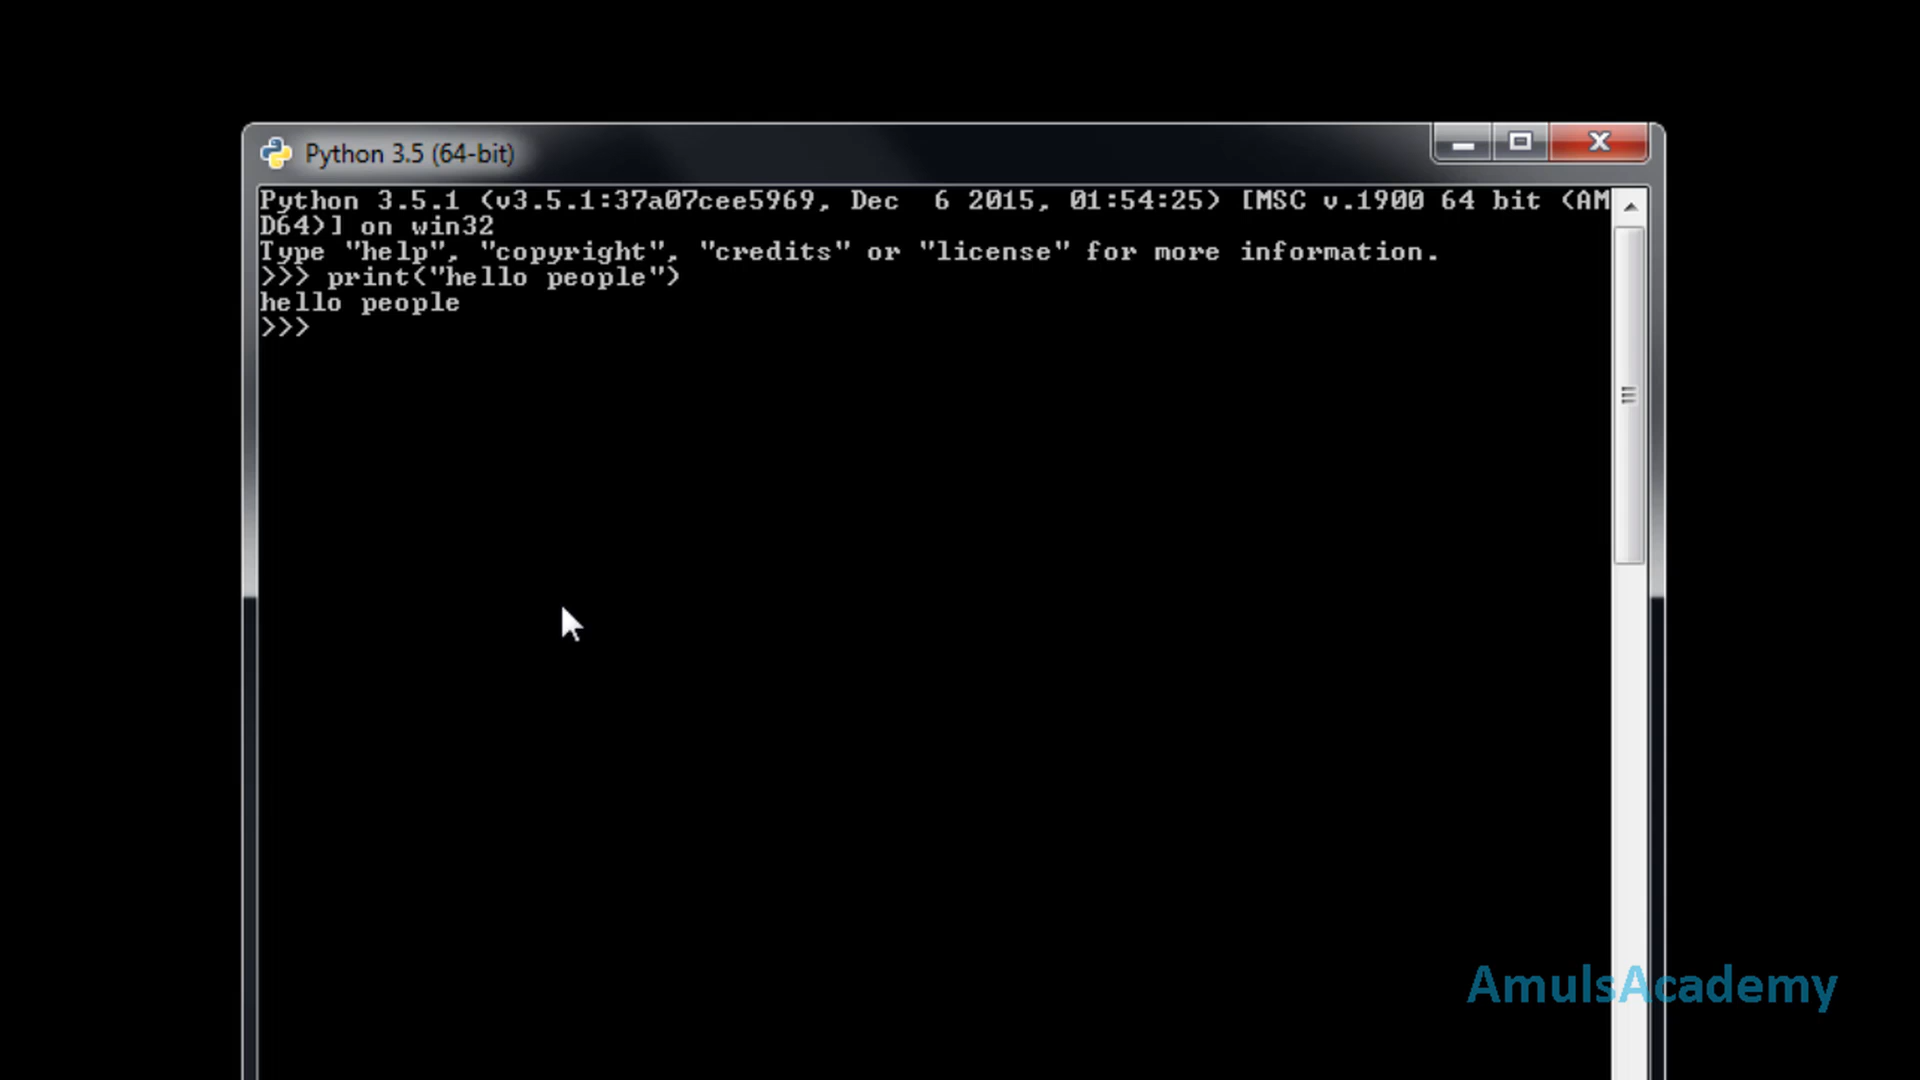 Python 3.5 (64-bit)
Python 3.5.1 (v3.5.1:37a07cee5969, Dec  6 2015, 01:54:25) [MSC v.1900 64 bit (AM
D64)] on win32
Type "help", "copyright", "credits" or "license" for more information.
>>> print("hello people")
hello people
>>>
AmulsAcademy